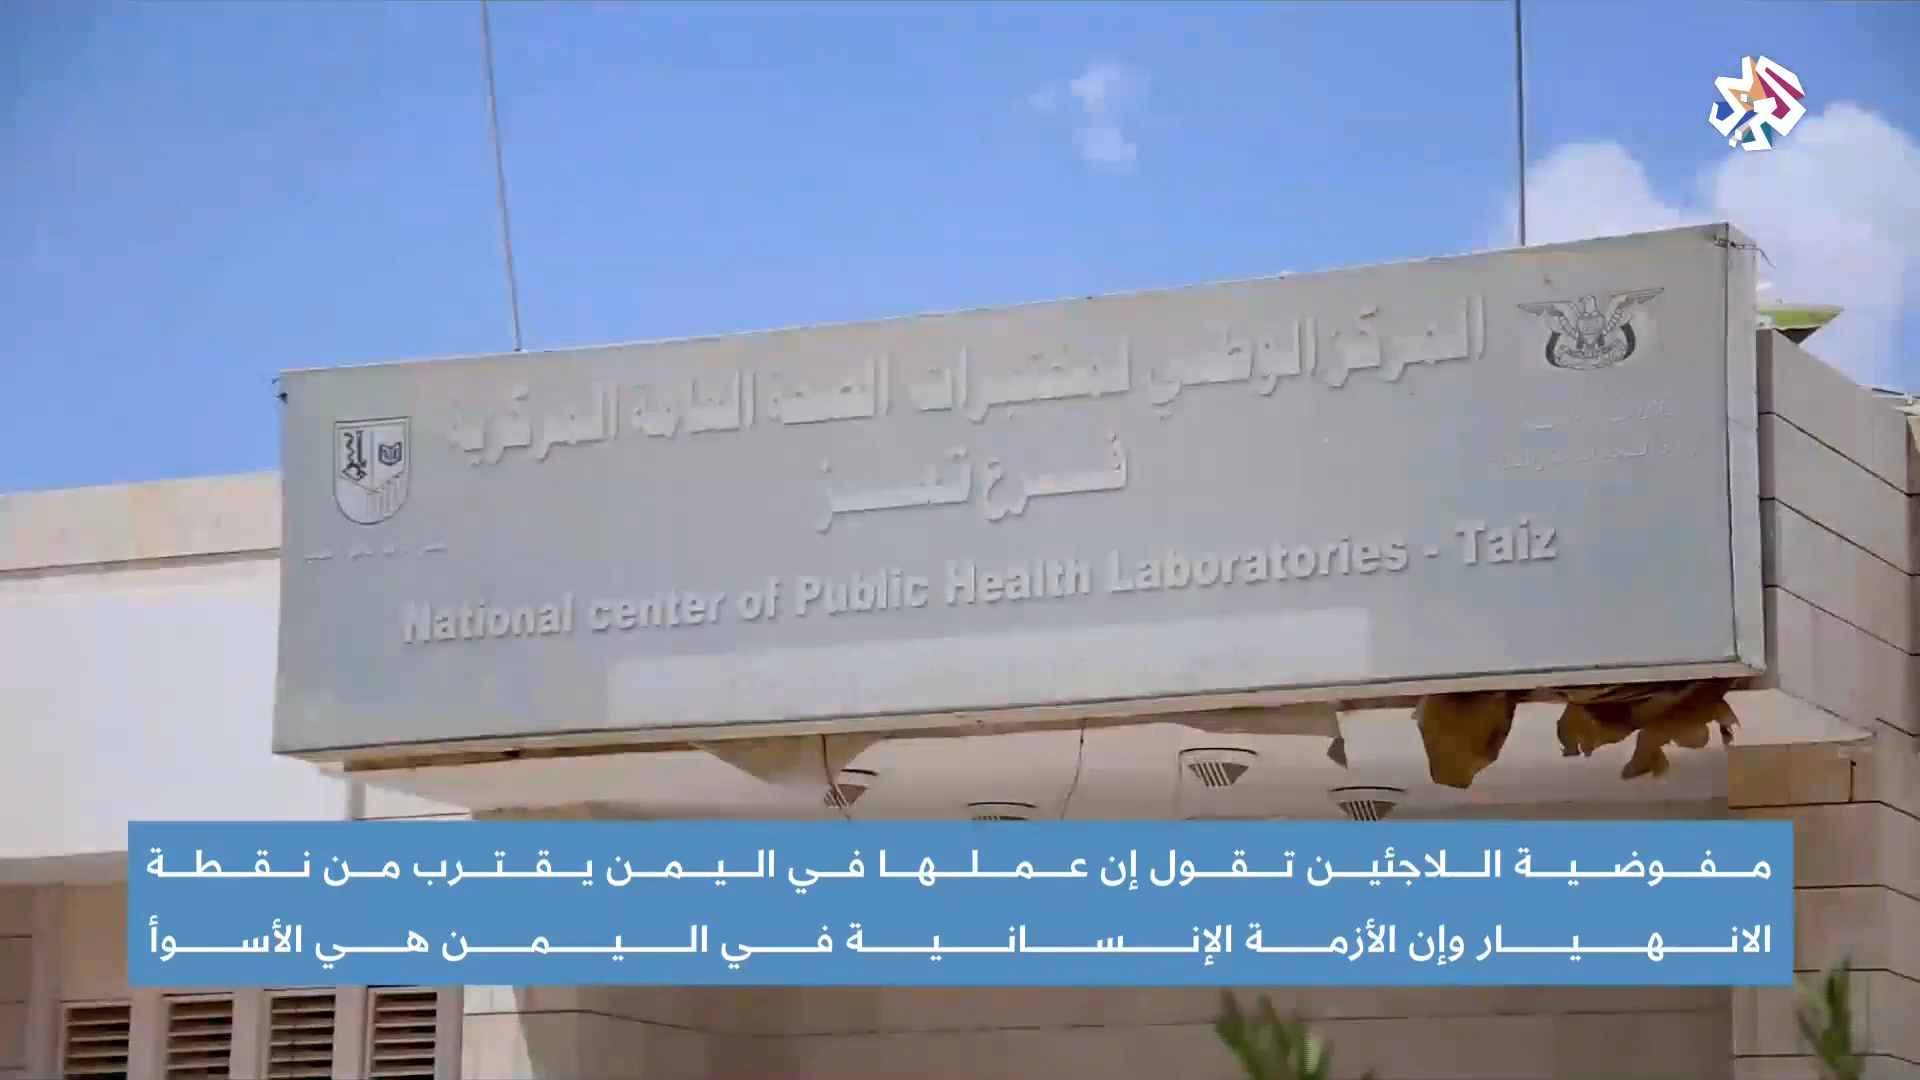 المركز الوطني لمختبرات الصحة العامة المركزية
فرع تعز
National center of Public Health Laboratories - Taiz
مفوضية اللاجئين تقول إن عملها في اليمن يقترب من نقطة
الانهيار وإن الأزمة الإنسانية في اليمن هي الأسوأ